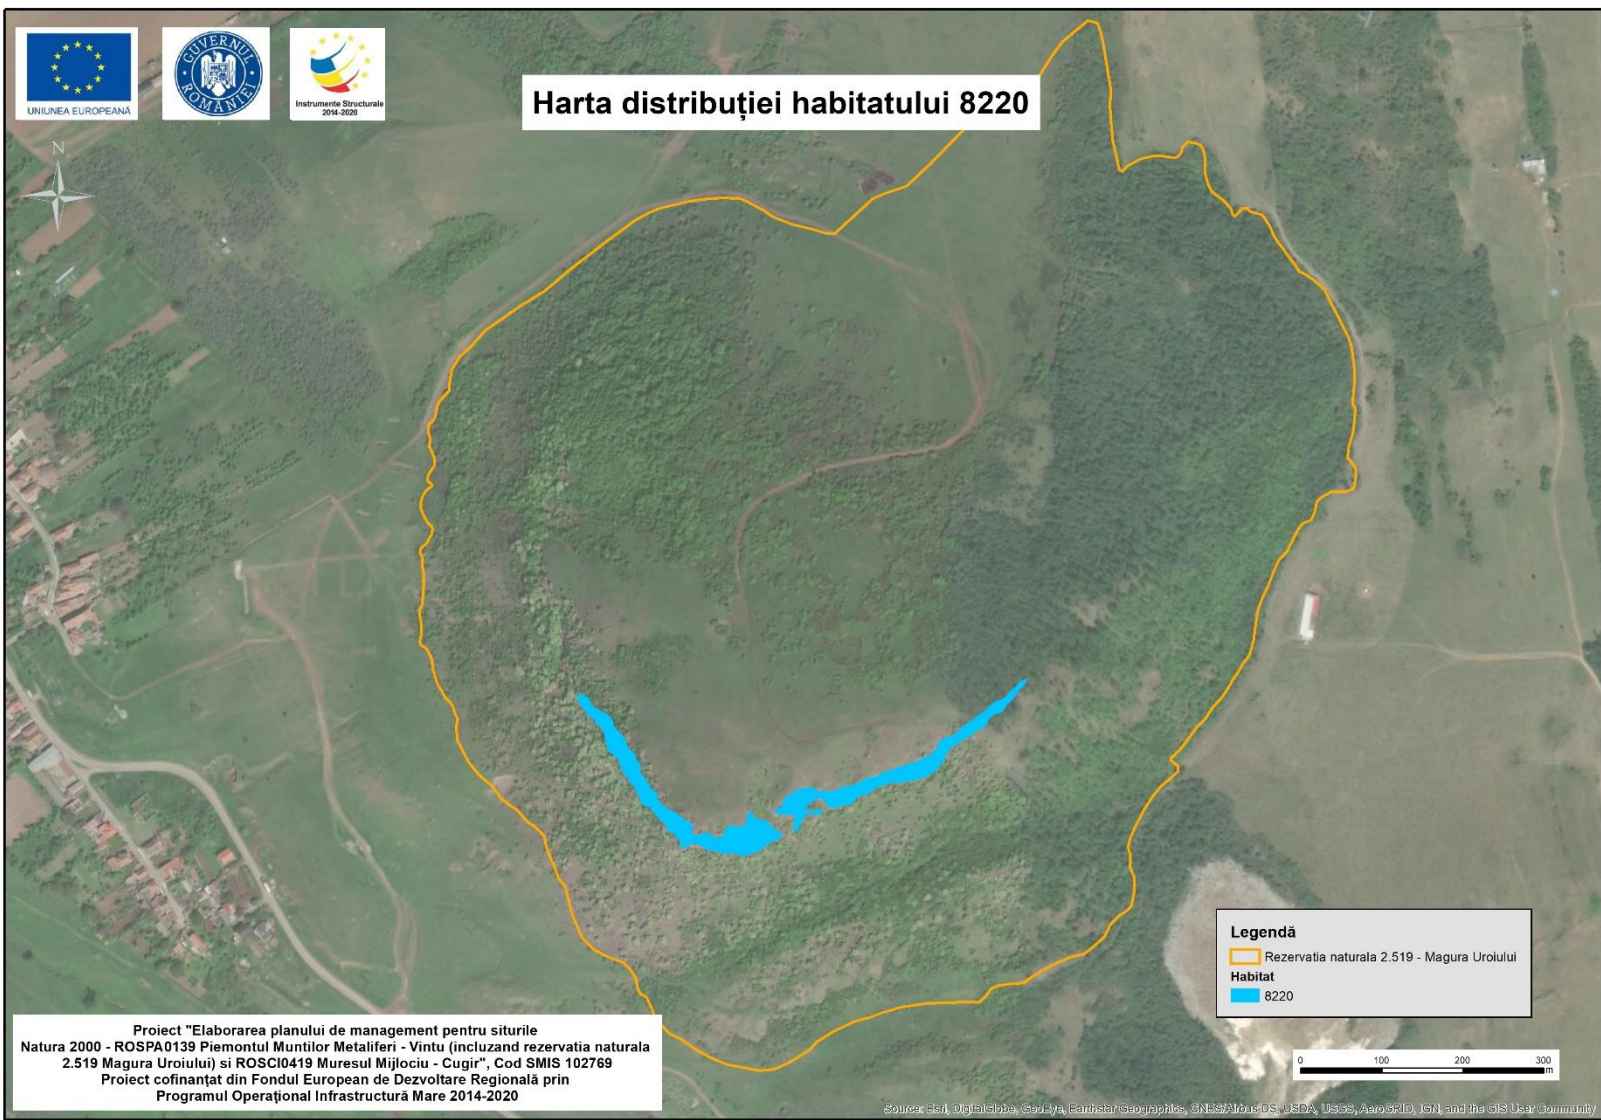 UNIUNEA EUROPEANĂ
GUVERNUL ROMÂNIEI
Instrumente Structurale
2014-2020
Harta distribuției habitatului 8220
N
Legendă
Rezervatia naturala 2.519 - Magura Uroiului
Habitat
8220
Proiect "Elaborarea planului de management pentru siturile
Natura 2000 - ROSPA0139 Piemontul Muntilor Metaliferi - Vintu (incluzand rezervatia naturala
2.519 Magura Uroiului) si ROSCI0419 Muresul Mijlociu - Cugir", Cod SMIS 102769
Proiect cofinanțat din Fondul European de Dezvoltare Regională prin
Programul Operațional Infrastructură Mare 2014-2020
0 100 200 300
m
Source: Esri, DigitalGlobe, GeoEye, Earthstar Geographics, CNES/Airbus DS, USDA, USGS, AeroGRID, IGN, and the GIS User Community